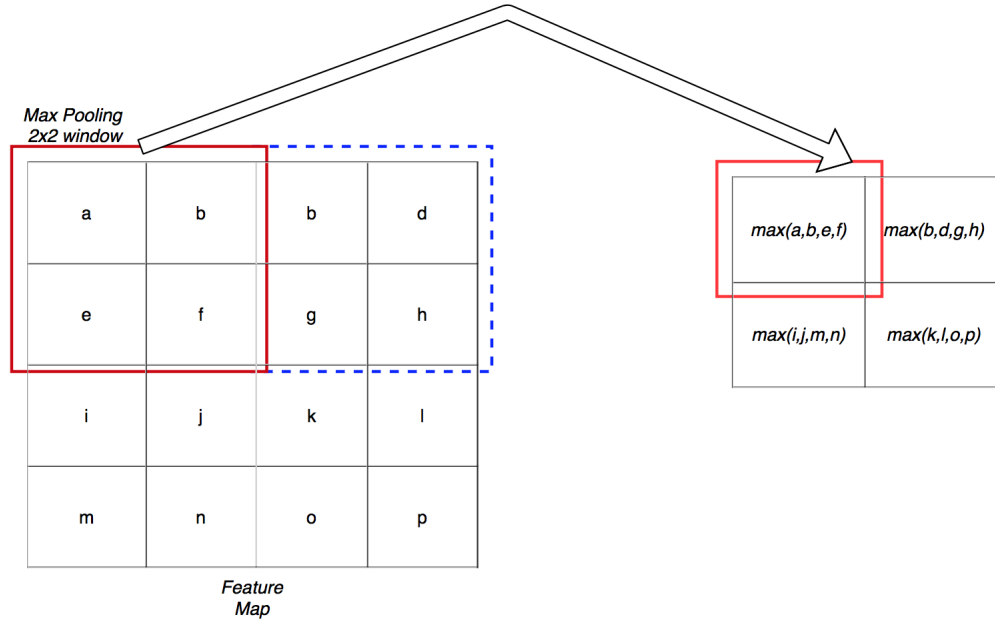 Max Pooling
2x2 window
a b b d
e f g h
i j k l
m n o p
Feature
Map
max(a,b,e,f) max(b,d,g,h)
max(i,j,m,n) max(k,l,o,p)